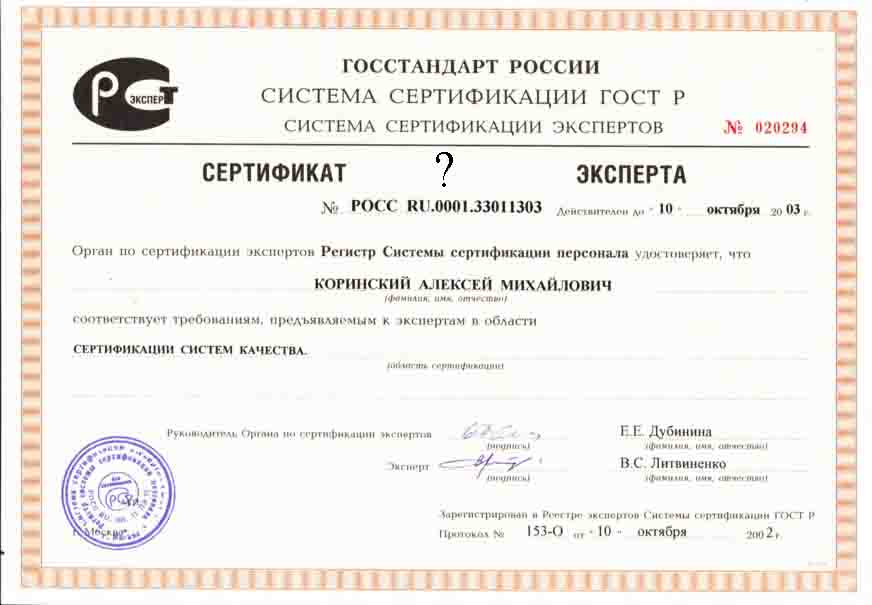 ЭКСПЕРТ
ГОССТАНДАРТ РОССИИ
СИСТЕМА СЕРТИФИКАЦИИ ГОСТ Р
СИСТЕМА СЕРТИФИКАЦИИ ЭКСПЕРТОВ № 020294
СЕРТИФИКАТ ? ЭКСПЕРТА
№ РОСС RU.0001.33011303 Действителен до 10 октября 2003 г.
Орган по сертификации экспертов Регистр Системы сертификации персонала удостоверяет, что
КОРИНСКИЙ АЛЕКСЕЙ МИХАЙЛОВИЧ
(фамилия, имя, отчество)
соответствует требованиям, предъявляемым к экспертам в области
СЕРТИФИКАЦИИ СИСТЕМ КАЧЕСТВА.
(область сертификации)
Руководитель Органа по сертификации экспертов Е.Е. Дубинина
(подпись) (фамилия, имя, отчество)
Эксперт В.С. Литвиненко
(подпись) (фамилия, имя, отчество)
Зарегистрирован в Реестре экспертов Системы сертификации ГОСТ Р
Протокол № 153-О от 10 октября 2002 г.
г. Москва